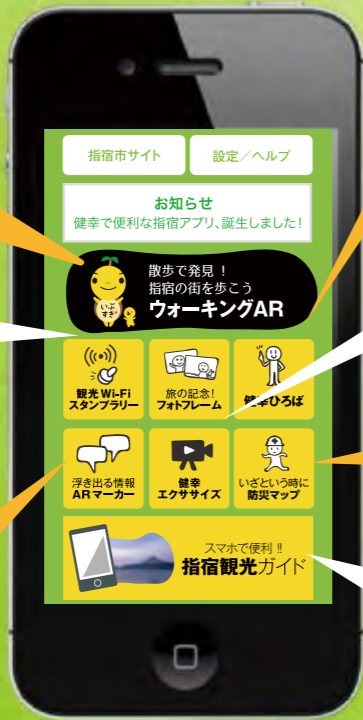 指宿市サイト
設定／ヘルプ
お知らせ
健幸で便利な指宿アプリ、誕生しました！
散歩で発見！
指宿の街を歩こう
ウォーキングAR
いぶすき
観光Wi-Fi
スタンプラリー
旅の記念！
フォトフレーム
健幸ひろば
浮き出る情報
ARマーカー
健幸
エクササイズ
いざという時に
防災マップ
スマホで便利!!
指宿観光ガイド